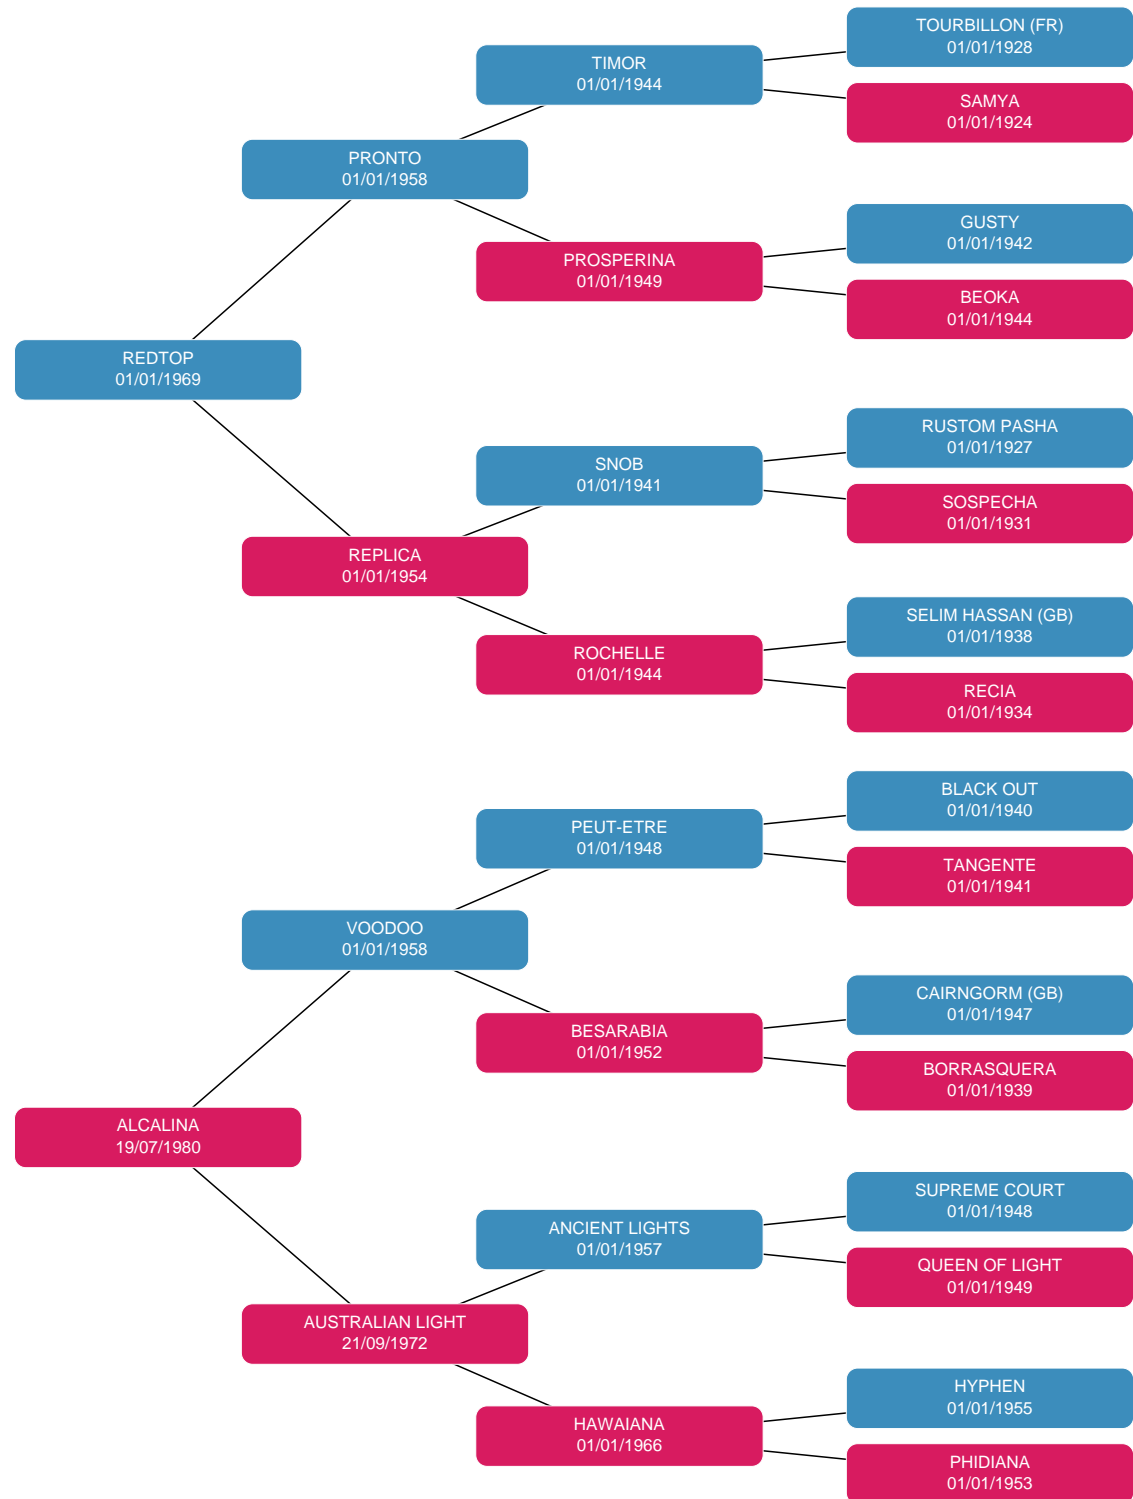 TOURBILLON (FR)
01/01/1928
TIMOR
01/01/1944
SAMYA
01/01/1924
PRONTO
01/01/1958
GUSTY
01/01/1942
PROSPERINA
01/01/1949
BEOKA
01/01/1944
REDTOP
01/01/1969
RUSTOM PASHA
01/01/1927
SNOB
01/01/1941
SOSPECHA
01/01/1931
REPLICA
01/01/1954
SELIM HASSAN (GB)
01/01/1938
ROCHELLE
01/01/1944
RECIA
01/01/1934
BLACK OUT
01/01/1940
PEUT-ETRE
01/01/1948
TANGENTE
01/01/1941
VOODOO
01/01/1958
CAIRNGORM (GB)
01/01/1947
BESARABIA
01/01/1952
BORRASQUERA
01/01/1939
ALCALINA
19/07/1980
SUPREME COURT
01/01/1948
ANCIENT LIGHTS
01/01/1957
QUEEN OF LIGHT
01/01/1949
AUSTRALIAN LIGHT
21/09/1972
HYPHEN
01/01/1955
HAWAIANA
01/01/1966
PHIDIANA
01/01/1953